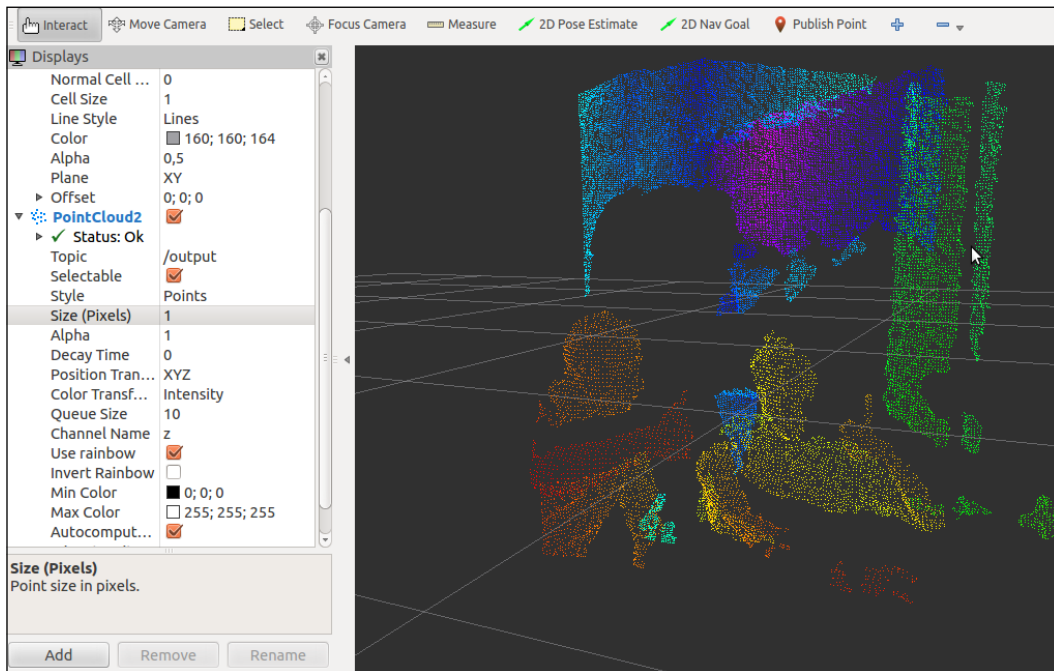 Interact Move Camera Select Focus Camera Measure 2D Pose Estimate 2D Nav Goal Publish Point
Displays
Normal Cell ... 0
Cell Size 1
Line Style Lines
Color 160; 160; 164
Alpha 0,5
Plane XY
Offset 0; 0; 0
PointCloud2
Status: Ok
Topic /output
Selectable
Style Points
Size (Pixels) 1
Alpha 1
Decay Time 0
Position Tran... XYZ
Color Transf... Intensity
Queue Size 10
Channel Name z
Use rainbow
Invert Rainbow
Min Color 0; 0; 0
Max Color 255; 255; 255
Autocomput...
Size (Pixels)
Point size in pixels.
Add Remove Rename